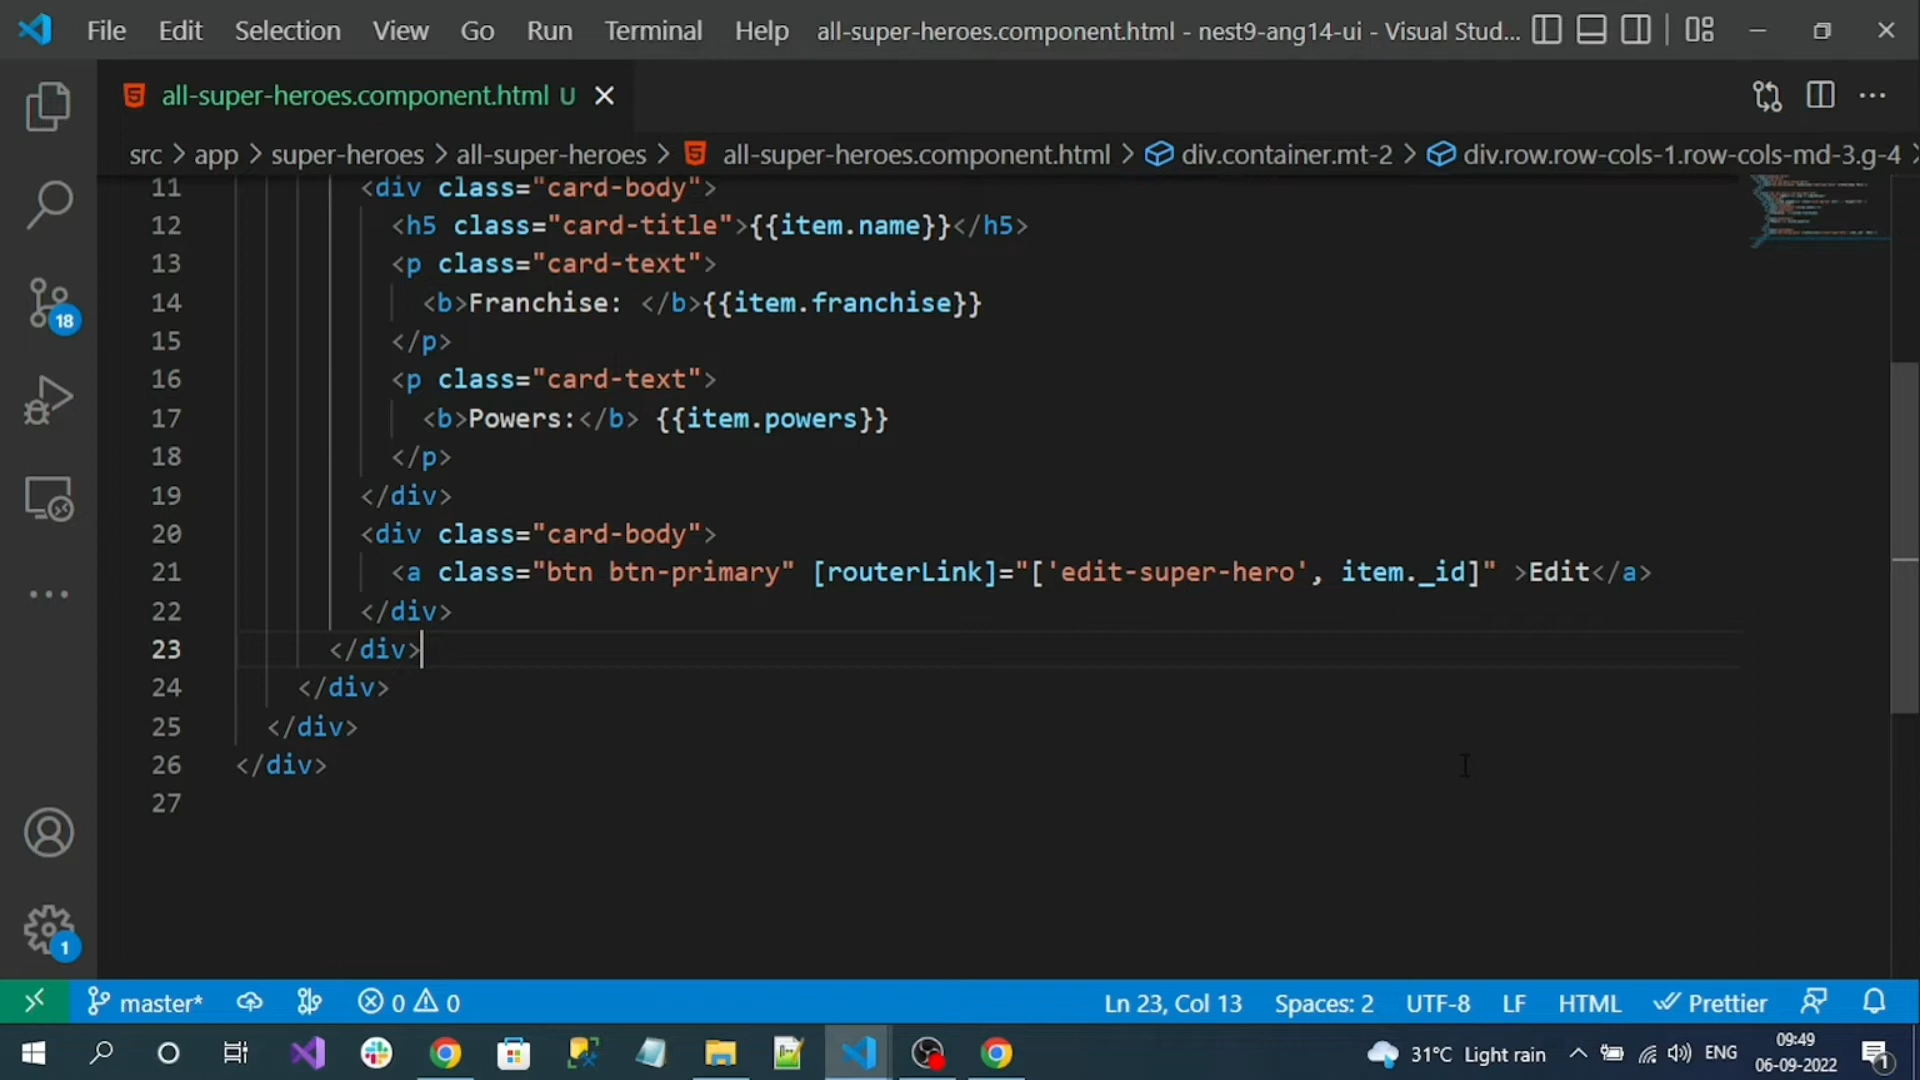 File Edit Selection View Go Run Terminal Help all-super-heroes.component.html - nest9-ang14-ui - Visual Stud...
all-super-heroes.component.html U
src > app > super-heroes > all-super-heroes > all-super-heroes.component.html > div.container.mt-2 > div.row.row-cols-1.row-cols-md-3.g-4 >
11 <div class="card-body">
12 <h5 class="card-title">{{item.name}}</h5>
13 <p class="card-text">
14 <b>Franchise: </b>{{item.franchise}}
15 </p>
16 <p class="card-text">
17 <b>Powers:</b> {{item.powers}}
18 </p>
19 </div>
20 <div class="card-body">
21 <a class="btn btn-primary" [routerLink]="['edit-super-hero', item._id]" >Edit</a>
22 </div>
23 </div>
24 </div>
25 </div>
26 </div>
27
18
1
master* 0 0 Ln 23, Col 13 Spaces: 2 UTF-8 LF HTML Prettier
31°C Light rain ENG 09:49
06-09-2022
1